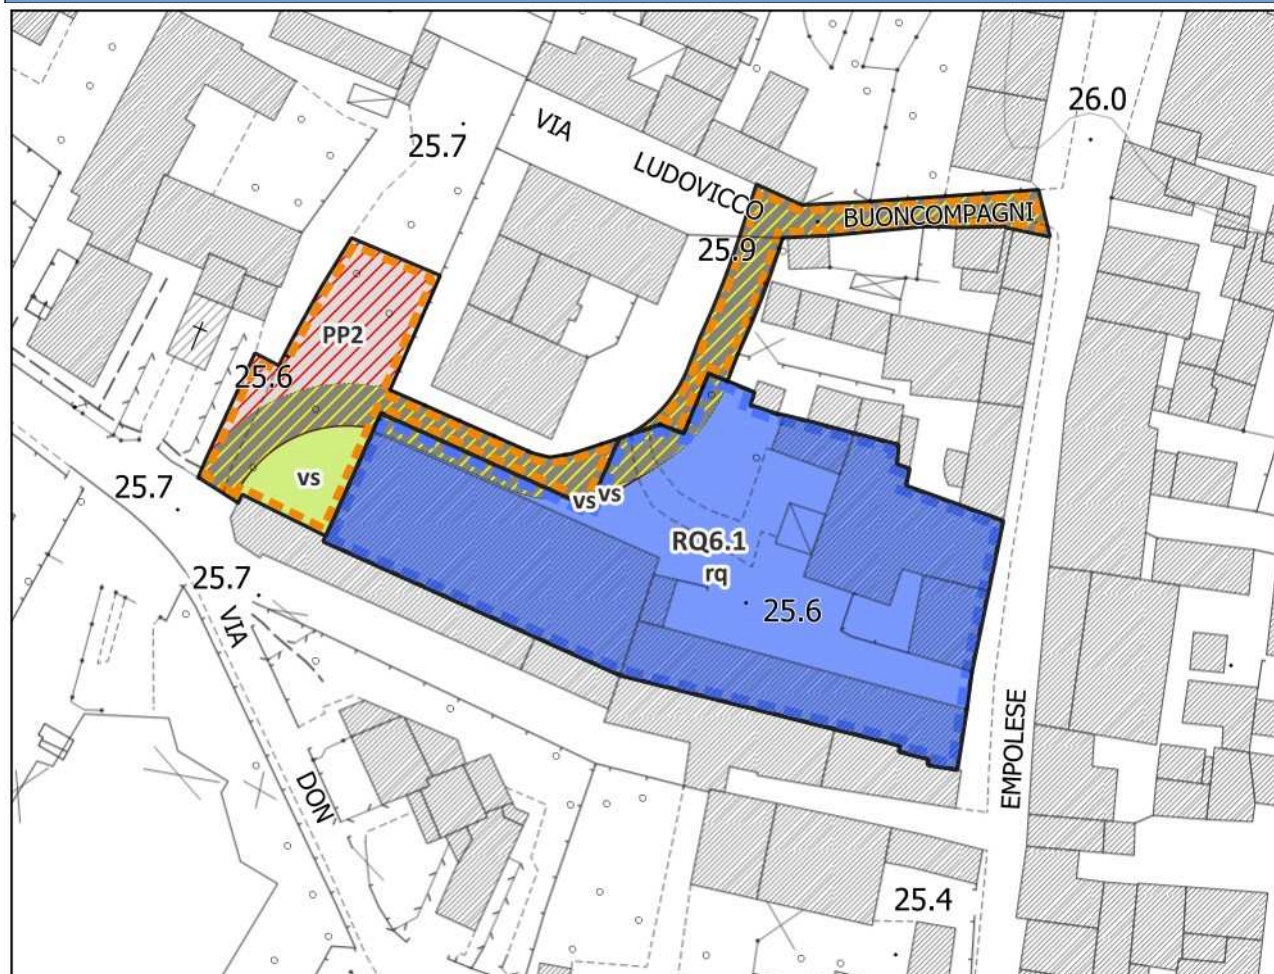 26.0
VIA
LUDOVICCO
BUONCOMPAGNI
25.7
25.9
PP2
25.6
vs
25.7
vs
vs
RQ6.1
rq
25.6
25.7
VIA
DON
EMPOLESE
25.4